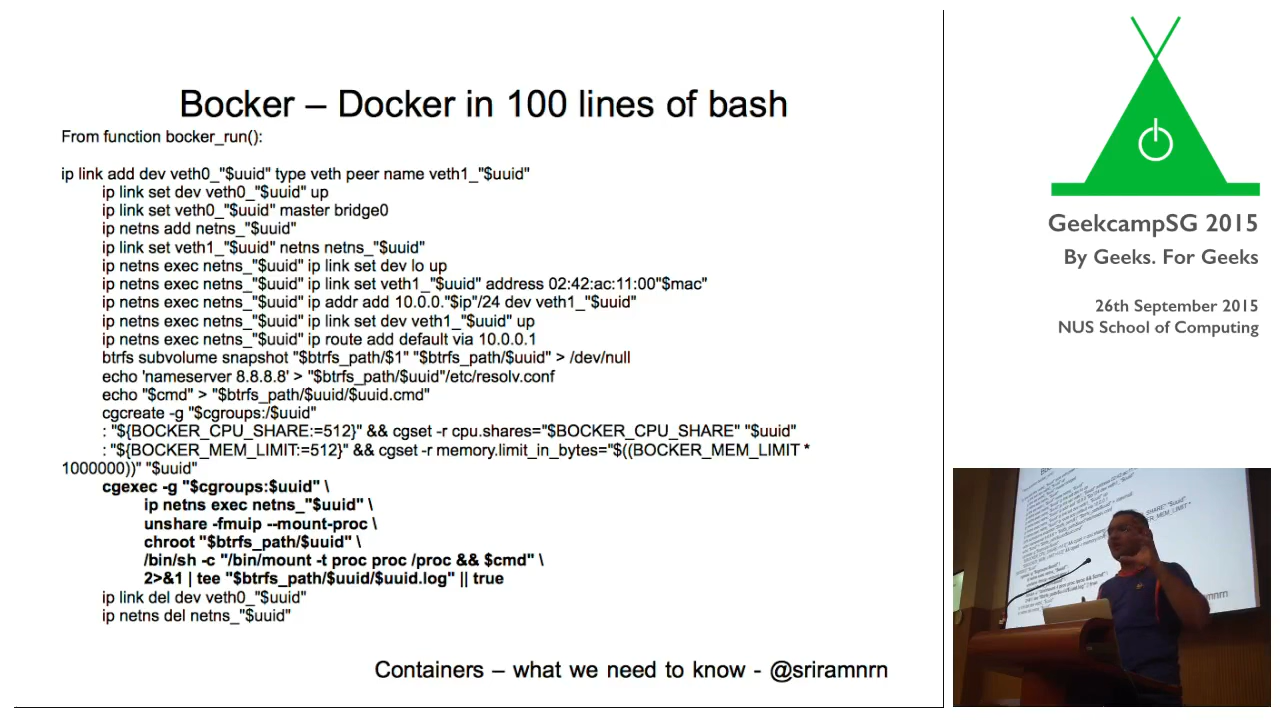 Bocker – Docker in 100 lines of bash
From function bocker_run():
ip link add dev veth0_"$uuid" type veth peer name veth1_"$uuid"
ip link set dev veth0_"$uuid" up
ip link set veth0_"$uuid" master bridge0
ip netns add netns_"$uuid"
ip link set veth1_"$uuid" netns netns_"$uuid"
ip netns exec netns_"$uuid" ip link set dev lo up
ip netns exec netns_"$uuid" ip link set veth1_"$uuid" address 02:42:ac:11:00"$mac"
ip netns exec netns_"$uuid" ip addr add 10.0.0."$ip"/24 dev veth1_"$uuid"
ip netns exec netns_"$uuid" ip link set dev veth1_"$uuid" up
ip netns exec netns_"$uuid" ip route add default via 10.0.0.1
btrfs subvolume snapshot "$btrfs_path/$1" "$btrfs_path/$uuid" > /dev/null
echo 'nameserver 8.8.8.8' > "$btrfs_path/$uuid"/etc/resolv.conf
echo "$cmd" > "$btrfs_path/$uuid/$uuid.cmd"
cgcreate -g "$cgroups:/$uuid"
: "${BOCKER_CPU_SHARE:=512}" && cgset -r cpu.shares="$BOCKER_CPU_SHARE" "$uuid"
: "${BOCKER_MEM_LIMIT:=512}" && cgset -r memory.limit_in_bytes="$((BOCKER_MEM_LIMIT *
1000000))" "$uuid"
cgexec -g "$cgroups:$uuid" \
ip netns exec netns_"$uuid" \
unshare -fmuip --mount-proc \
chroot "$btrfs_path/$uuid" \
/bin/sh -c "/bin/mount -t proc proc /proc && $cmd" \
2>&1 | tee "$btrfs_path/$uuid/$uuid.log" || true
ip link del dev veth0_"$uuid"
ip netns del netns_"$uuid"
Containers – what we need to know - @sriramnrn
GeekcampSG 2015
By Geeks. For Geeks
26th September 2015
NUS School of Computing